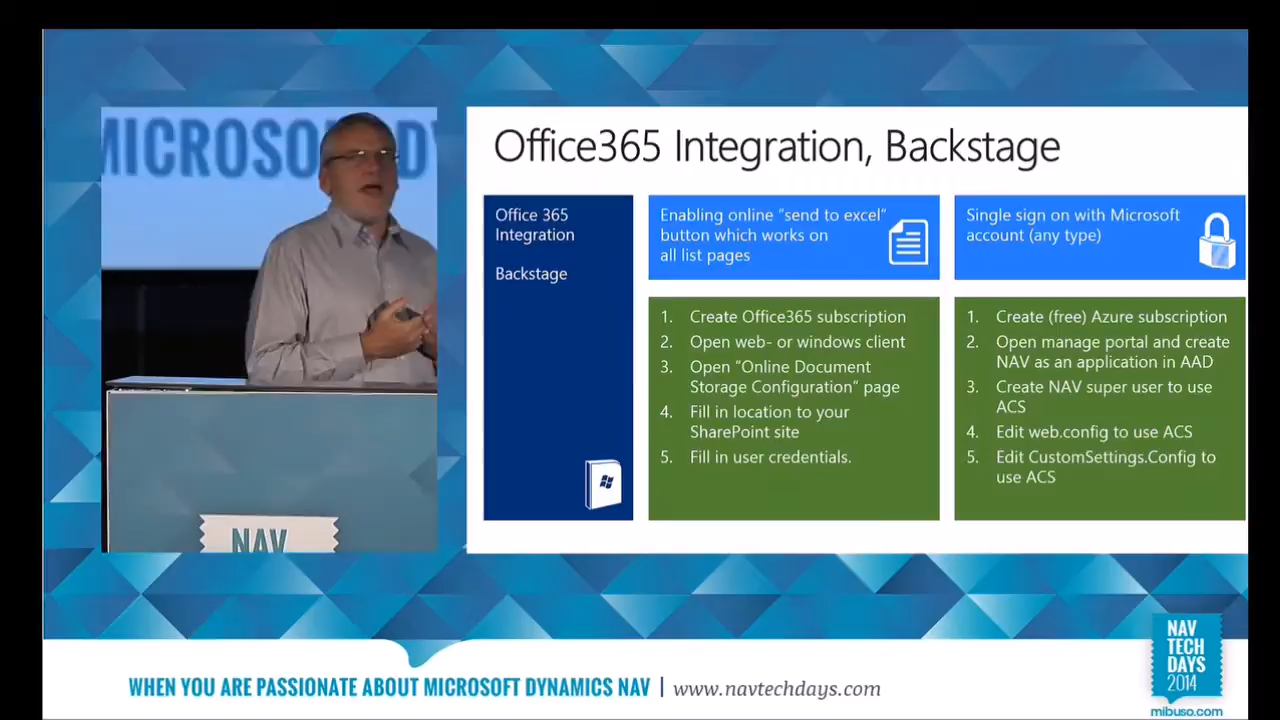 MICROSO
DY
NAV
Office365 Integration, Backstage
Office 365
Integration
Backstage
Enabling online "send to excel"
button which works on
all list pages
1. Create Office365 subscription
2. Open web- or windows client
3. Open "Online Document
Storage Configuration" page
4. Fill in location to your
SharePoint site
5. Fill in user credentials.
Single sign on with Microsoft
account (any type)
1. Create (free) Azure subscription
2. Open manage portal and create
NAV as an application in AAD
3. Create NAV super user to use
ACS
4. Edit web.config to use ACS
5. Edit CustomSettings.Config to
use ACS
WHEN YOU ARE PASSIONATE ABOUT MICROSOFT DYNAMICS NAV | www.navtechdays.com
NAV
TECH
DAYS
2014
mibuso.com